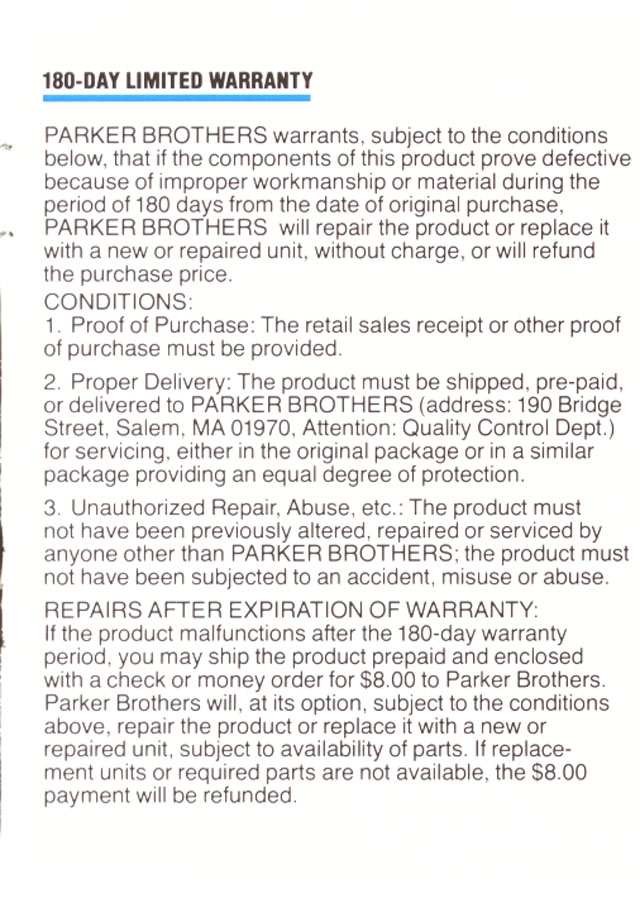 180-DAY LIMITED WARRANTY
PARKER BROTHERS warrants, subject to the conditions
below, that if the components of this product prove defective
because of improper workmanship or material during the
period of 180 days from the date of original purchase,
PARKER BROTHERS will repair the product or replace it
with a new or repaired unit, without charge, or will refund
the purchase price.
CONDITIONS:
1. Proof of Purchase: The retail sales receipt or other proof
of purchase must be provided.
2. Proper Delivery: The product must be shipped, pre-paid,
or delivered to PARKER BROTHERS (address: 190 Bridge
Street, Salem, MA 01970, Attention: Quality Control Dept.)
for servicing, either in the original package or in a similar
package providing an equal degree of protection.
3. Unauthorized Repair, Abuse, etc.: The product must
not have been previously altered, repaired or serviced by
anyone other than PARKER BROTHERS; the product must
not have been subjected to an accident, misuse or abuse.
REPAIRS AFTER EXPIRATION OF WARRANTY:
If the product malfunctions after the 180-day warranty
period, you may ship the product prepaid and enclosed
with a check or money order for $8.00 to Parker Brothers.
Parker Brothers will, at its option, subject to the conditions
above, repair the product or replace it with a new or
repaired unit, subject to availability of parts. If replace-
ment units or required parts are not available, the $8.00
payment will be refunded.